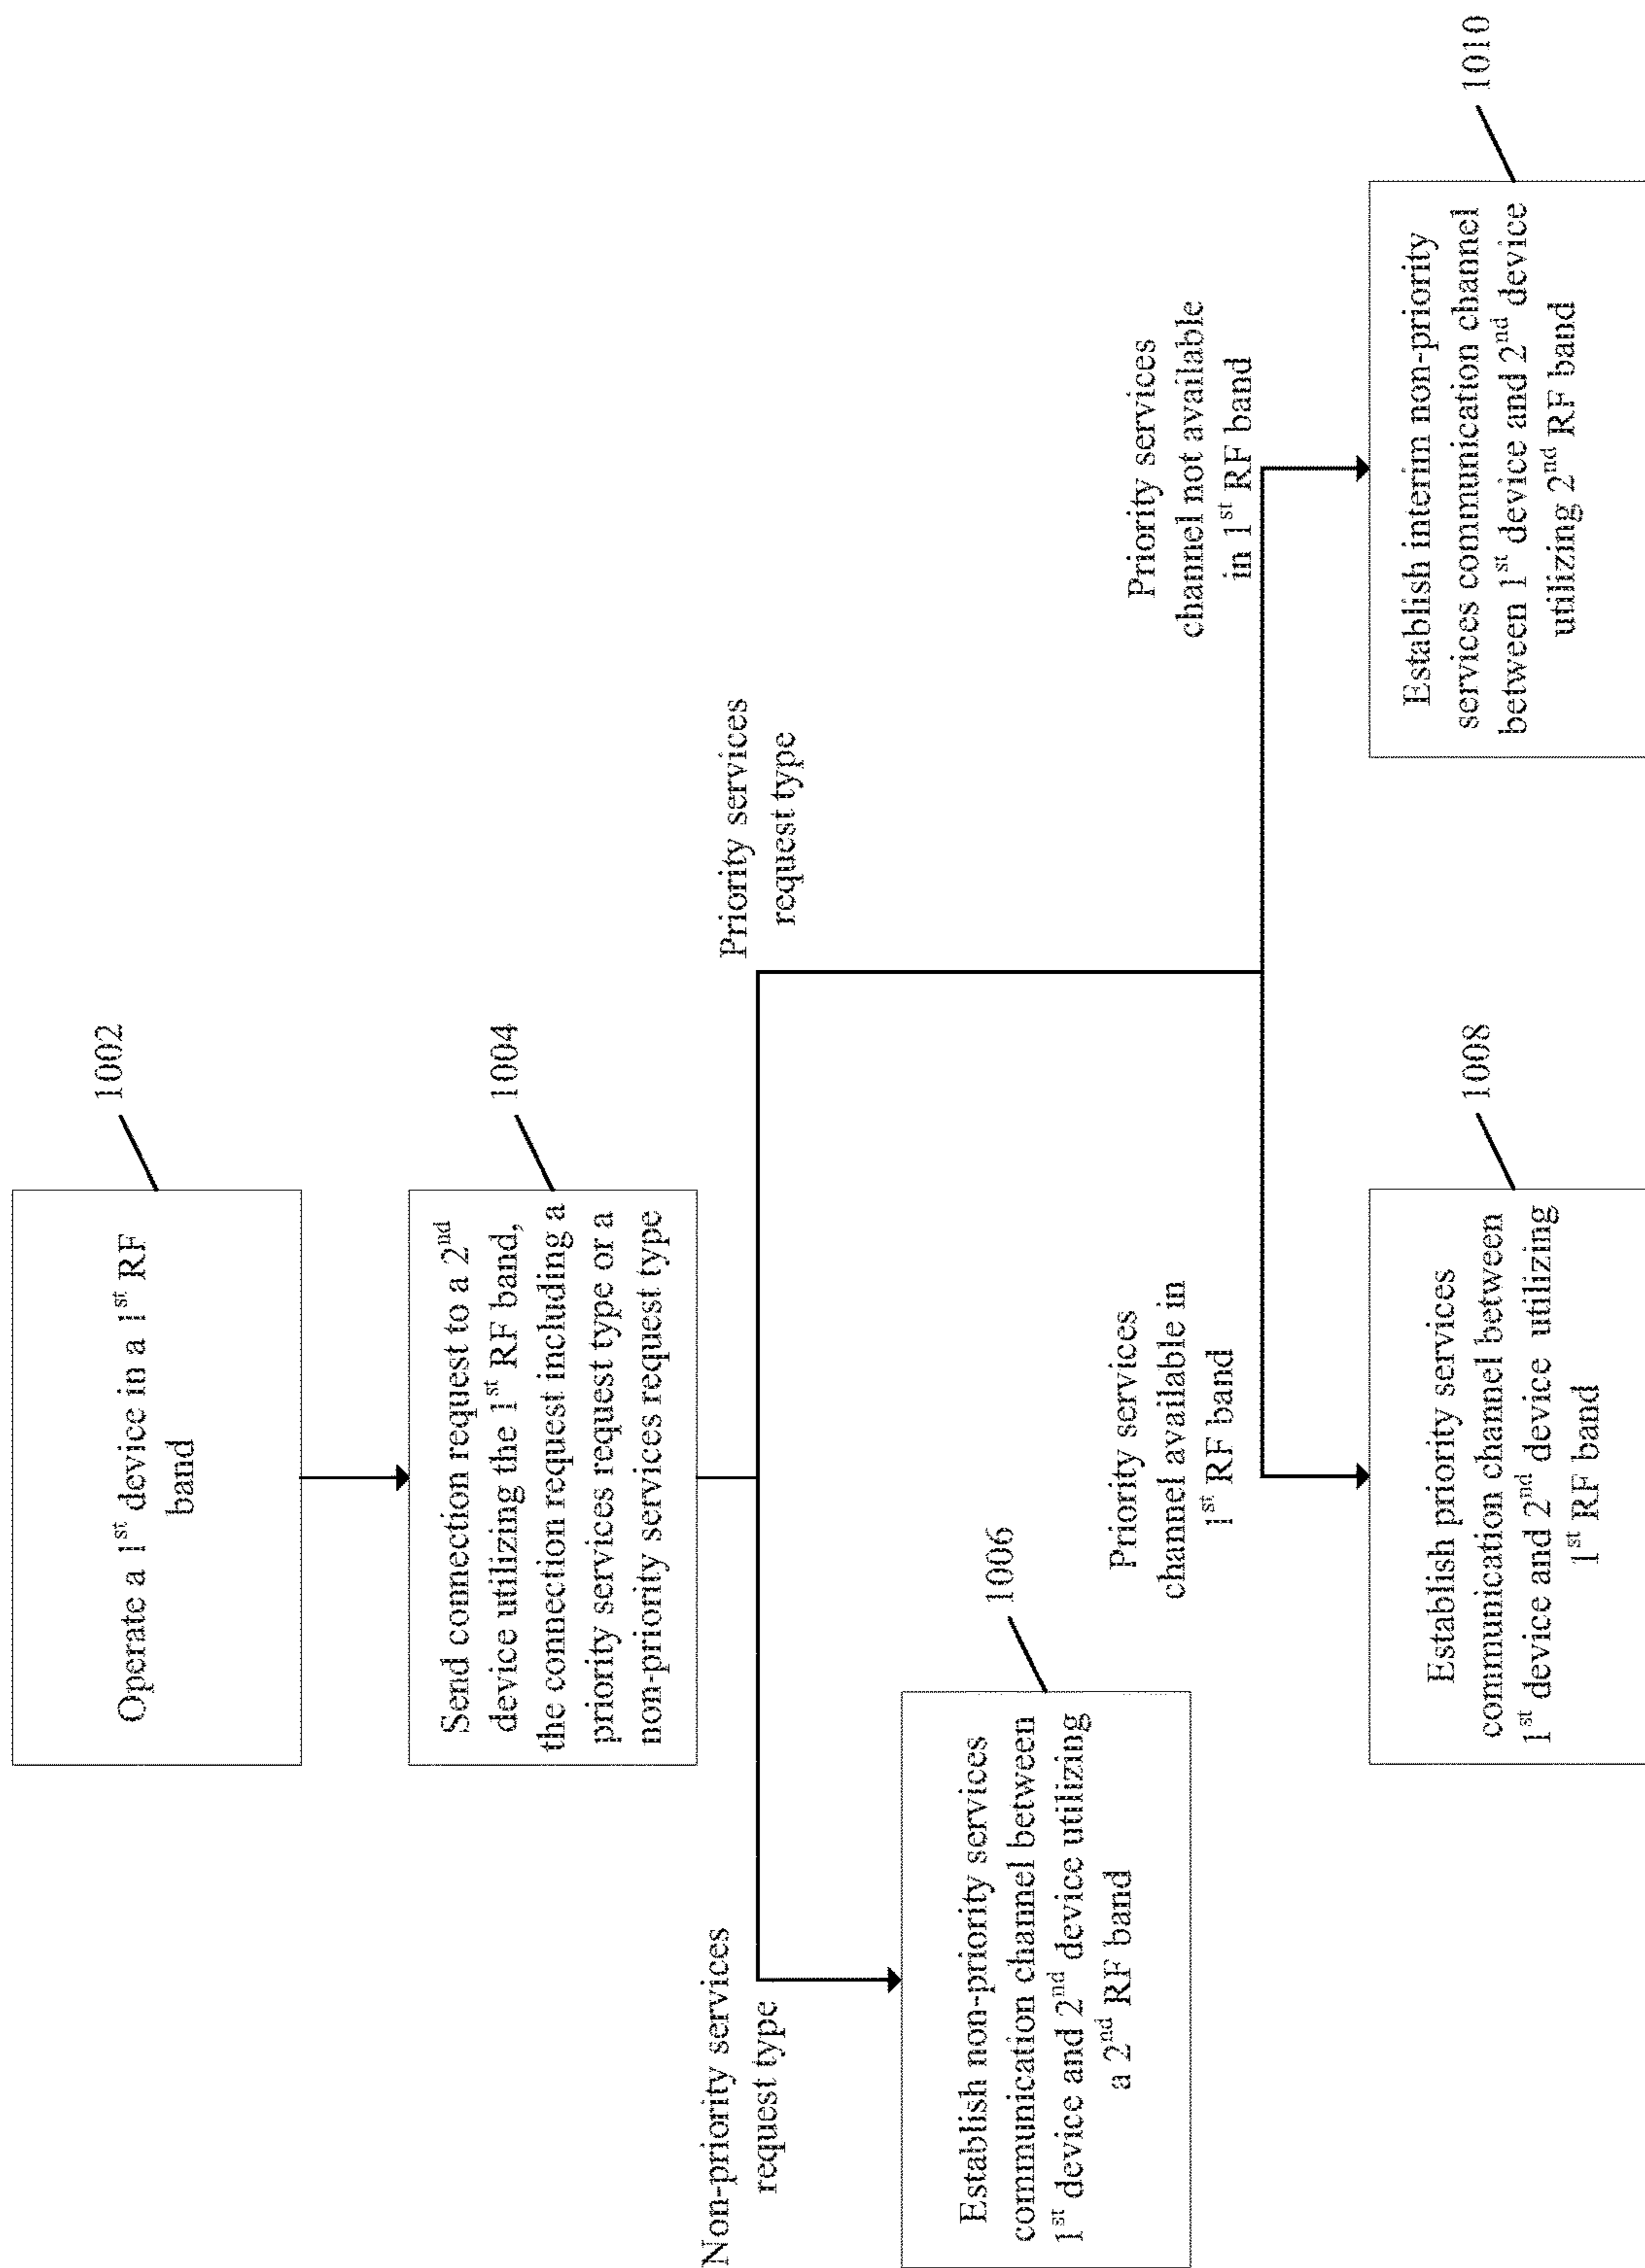 Operate a 1st device in a 1st RF
band
1002
Send connection request to a 2nd
device utilizing the 1st RF band,
the connection request including a
priority services request type or a
non-priority services request type
1004
Non-priority services
request type
Priority services
request type
Establish non-priority services
communication channel between
1st device and 2nd device utilizing
a 2nd RF band
1006
Priority services
channel available in
1st RF band
Priority services
channel not available
in 1st RF band
Establish priority services
communication channel between
1st device and 2nd device utilizing
1st RF band
1008
Establish interim non-priority
services communication channel
between 1st device and 2nd device
utilizing 2nd RF band
1010